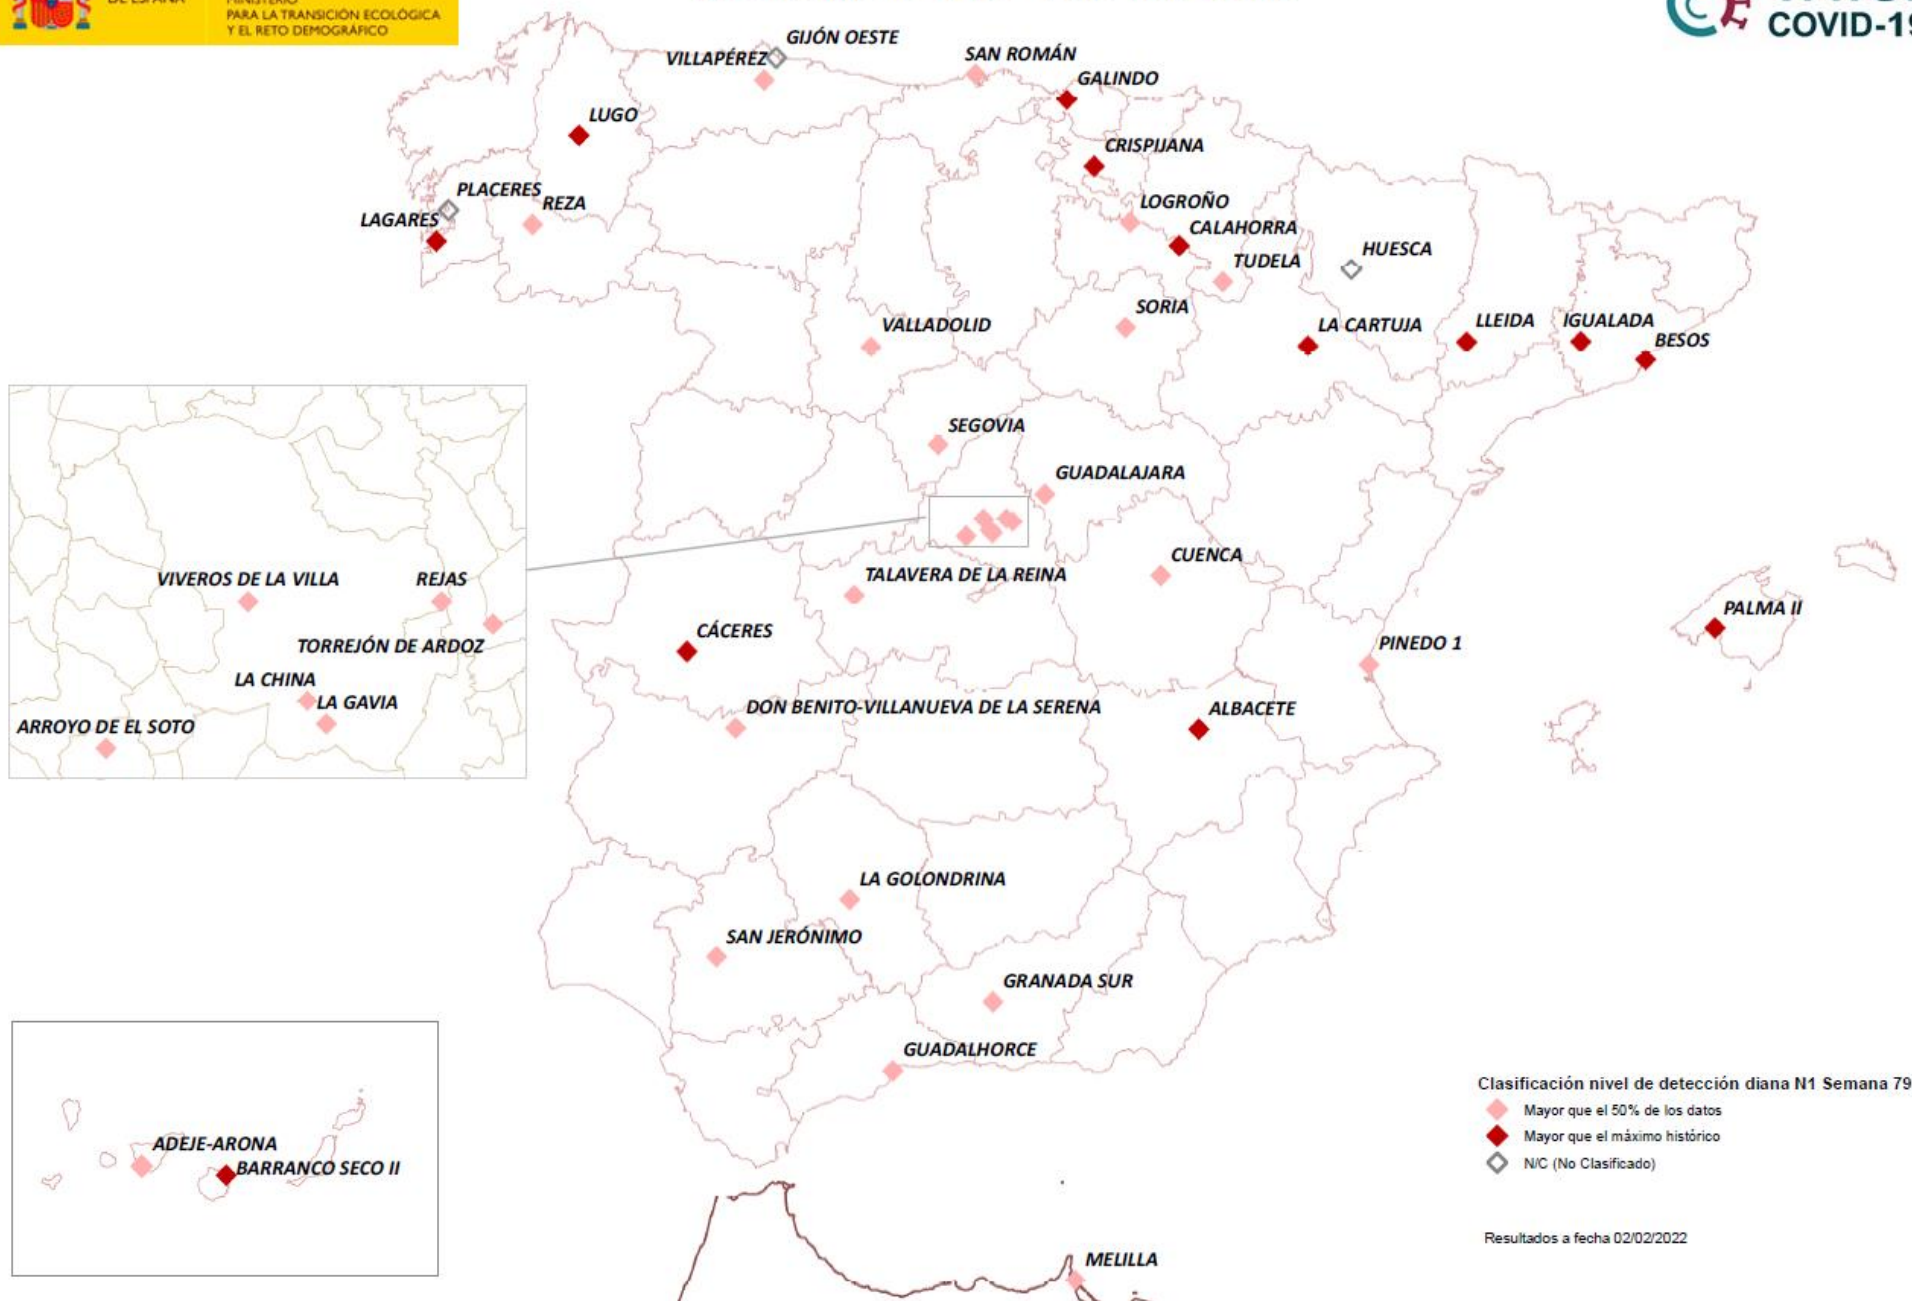 PARA LA TRANSICIÓN ECOLÓGICA
Y EL RETO DEMOGRÁFICO
COVID-19
GIJÓN OESTE
VILLAPÉREZ
SAN ROMÁN
GALINDO
LUGO
CRISPIJANA
PLACERES
REZA
LAGARES
LOGROÑO
CALAHORRA
TUDELA
HUESCA
SORIA
VALLADOLID
LA CARTUJA
LLEIDA
IGUALADA
BESOS
SEGOVIA
GUADALAJARA
CUENCA
TALAVERA DE LA REINA
VIVEROS DE LA VILLA
REJAS
TORREJÓN DE ARDOZ
LA CHINA
LA GAVIA
ARROYO DE EL SOTO
CÁCERES
PALMA II
PINEDO 1
DON BENITO-VILLANUEVA DE LA SERENA
ALBACETE
LA GOLONDRINA
SAN JERÓNIMO
GRANADA SUR
GUADALHORCE
ADEJE-ARONA
BARRANCO SECO II
MELILLA
Clasificación nivel de detección diana N1 Semana 79
Mayor que el 50% de los datos
Mayor que el máximo histórico
N/C (No Clasificado)
Resultados a fecha 02/02/2022